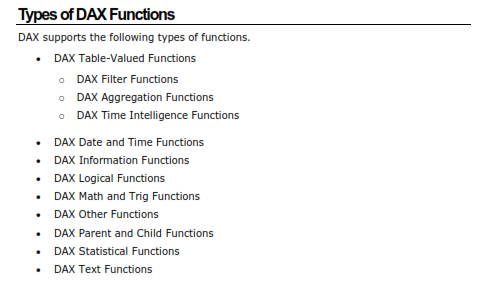 Types of DAX Functions
DAX supports the following types of functions.
• DAX Table-Valued Functions
o DAX Filter Functions
o DAX Aggregation Functions
o DAX Time Intelligence Functions
• DAX Date and Time Functions
• DAX Information Functions
• DAX Logical Functions
• DAX Math and Trig Functions
• DAX Other Functions
• DAX Parent and Child Functions
• DAX Statistical Functions
• DAX Text Functions